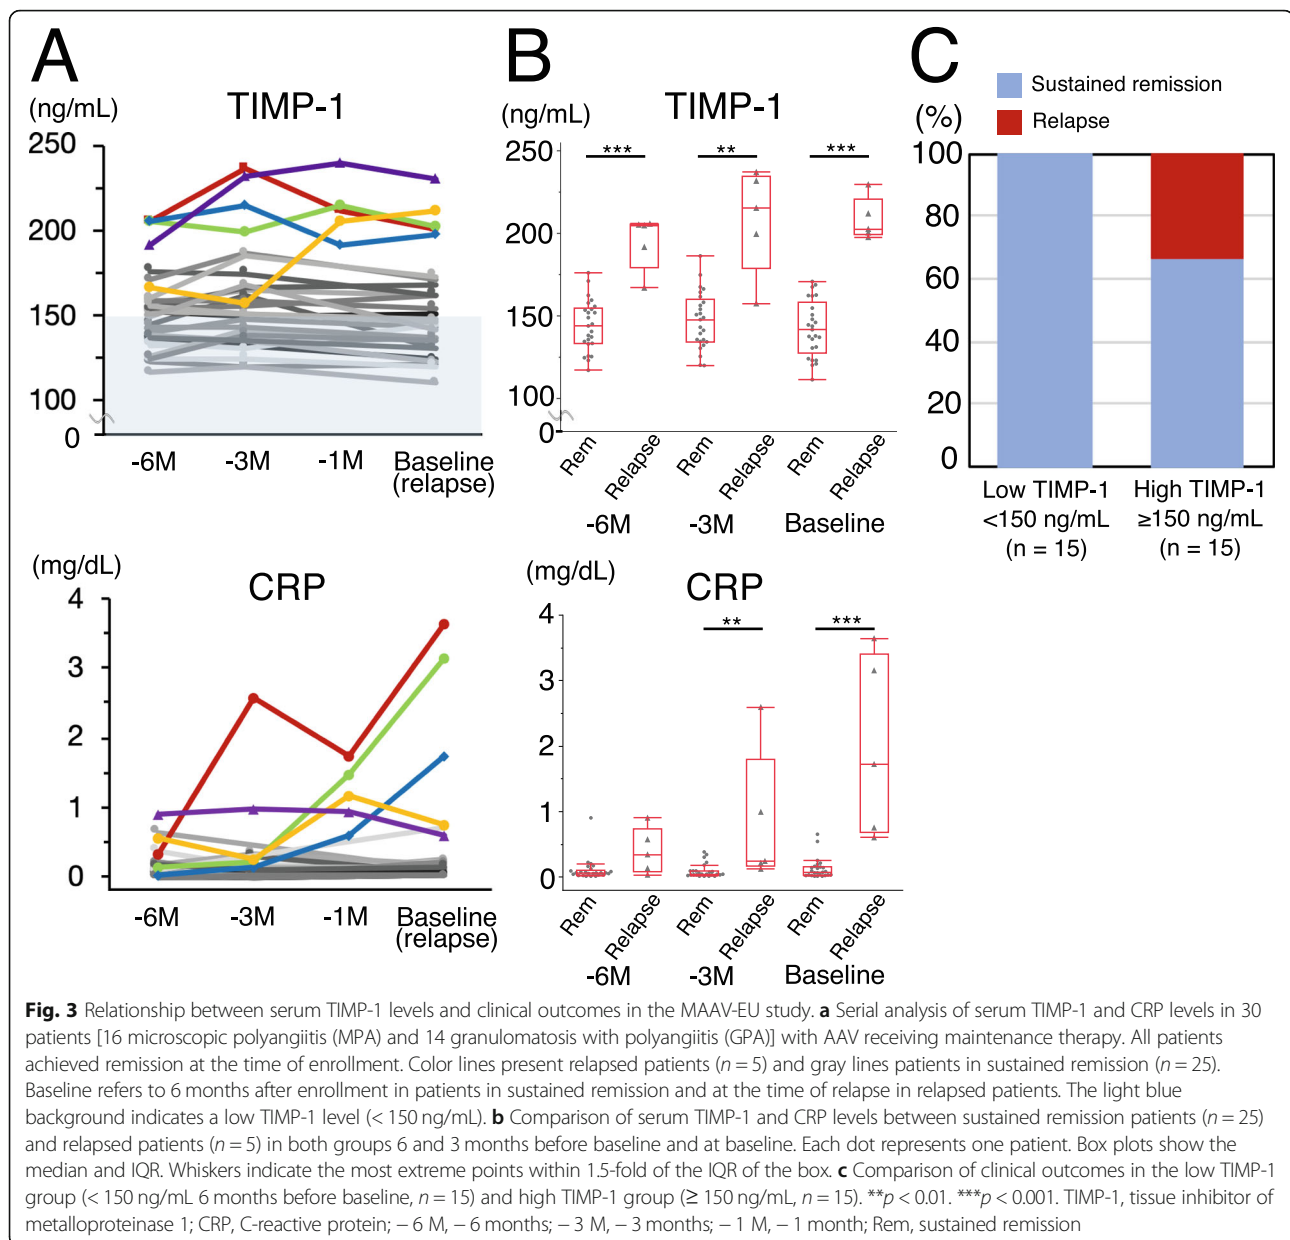 A
(ng/mL)
TIMP-1
250
200
150
100
0
-6M
-3M
-1M
Baseline
(relapse)
(mg/dL)
CRP
4
3
2
1
0
-6M
-3M
-1M
Baseline
(relapse)
B
(ng/mL)
TIMP-1
250
200
150
100
0
***
**
***
Rem
Relapse
Rem
Relapse
Rem
Relapse
-6M
-3M
Baseline
(mg/dL)
CRP
4
3
2
1
0
**
***
Rem
Relapse
Rem
Relapse
Rem
Relapse
-6M
-3M
Baseline
C
Sustained remission
Relapse
(%)
100
80
60
40
20
0
Low TIMP-1
<150 ng/mL
(n = 15)
High TIMP-1
≥150 ng/mL
(n = 15)
Fig. 3 Relationship between serum TIMP-1 levels and clinical outcomes in the MAAV-EU study. a Serial analysis of serum TIMP-1 and CRP levels in 30
patients [16 microscopic polyangiitis (MPA) and 14 granulomatosis with polyangiitis (GPA)] with AAV receiving maintenance therapy. All patients
achieved remission at the time of enrollment. Color lines present relapsed patients (n = 5) and gray lines patients in sustained remission (n = 25).
Baseline refers to 6 months after enrollment in patients in sustained remission and at the time of relapse in relapsed patients. The light blue
background indicates a low TIMP-1 level (< 150 ng/mL). b Comparison of serum TIMP-1 and CRP levels between sustained remission patients (n = 25)
and relapsed patients (n = 5) in both groups 6 and 3 months before baseline and at baseline. Each dot represents one patient. Box plots show the
median and IQR. Whiskers indicate the most extreme points within 1.5-fold of the IQR of the box. c Comparison of clinical outcomes in the low TIMP-1
group (< 150 ng/mL 6 months before baseline, n = 15) and high TIMP-1 group (≥ 150 ng/mL, n = 15). **p < 0.01. ***p < 0.001. TIMP-1, tissue inhibitor of
metalloproteinase 1; CRP, C-reactive protein; − 6 M, − 6 months; − 3 M, − 3 months; − 1 M, − 1 month; Rem, sustained remission